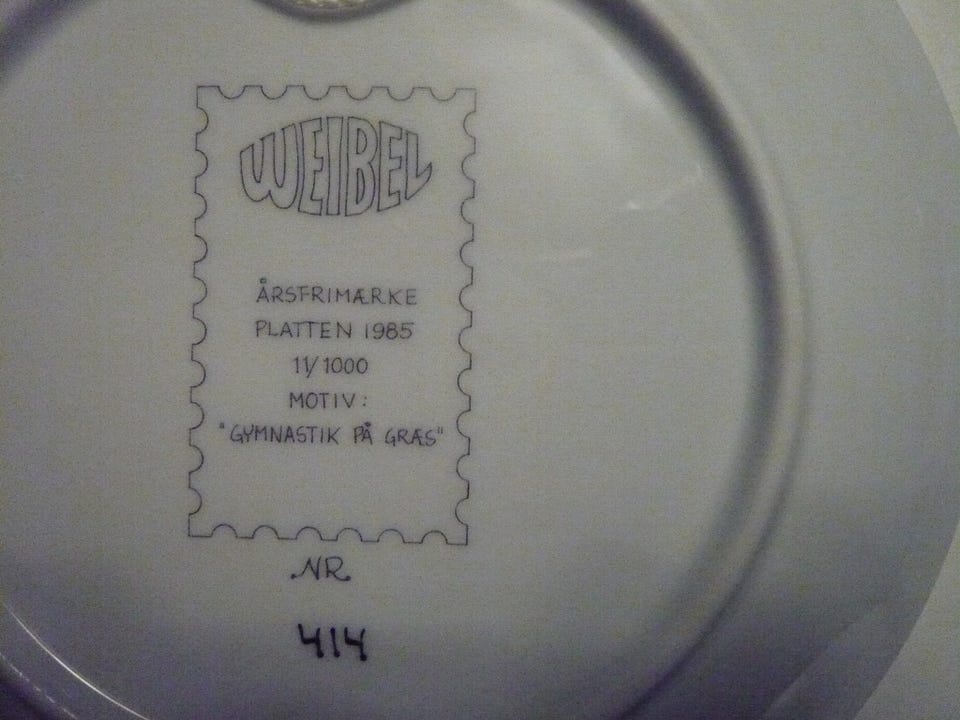 WEIBEL
ÅRSFRIMÆRKE
PLATTEN 1985
11/1000
MOTIV:
"GYMNASTIK PÅ GRÆS"
NR.
414